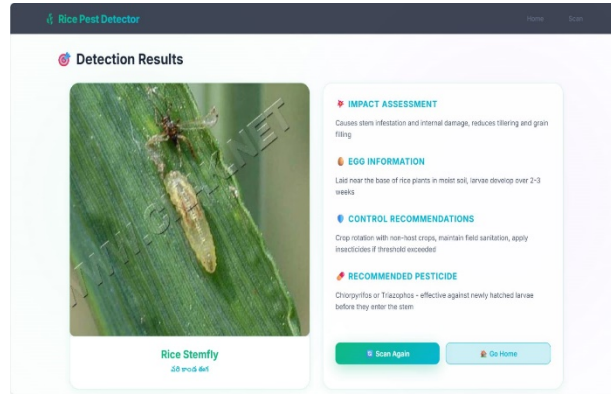 Rice Pest Detector
Home Scan
Detection Results
IMPACT ASSESSMENT
Causes stem infestation and internal damage, reduces tillering and grain
filling
EGG INFORMATION
Laid near the base of rice plants in moist soil, larvae develop over 2-3
weeks
CONTROL RECOMMENDATIONS
Crop rotation with non-host crops, maintain field sanitation, apply
insecticides if threshold exceeded
RECOMMENDED PESTICIDE
Chlorpyrifos or Triazophos - effective against newly hatched larvae
before they enter the stem
Rice Stemfly
వరి కాండ ఈగ
Scan Again
Go Home